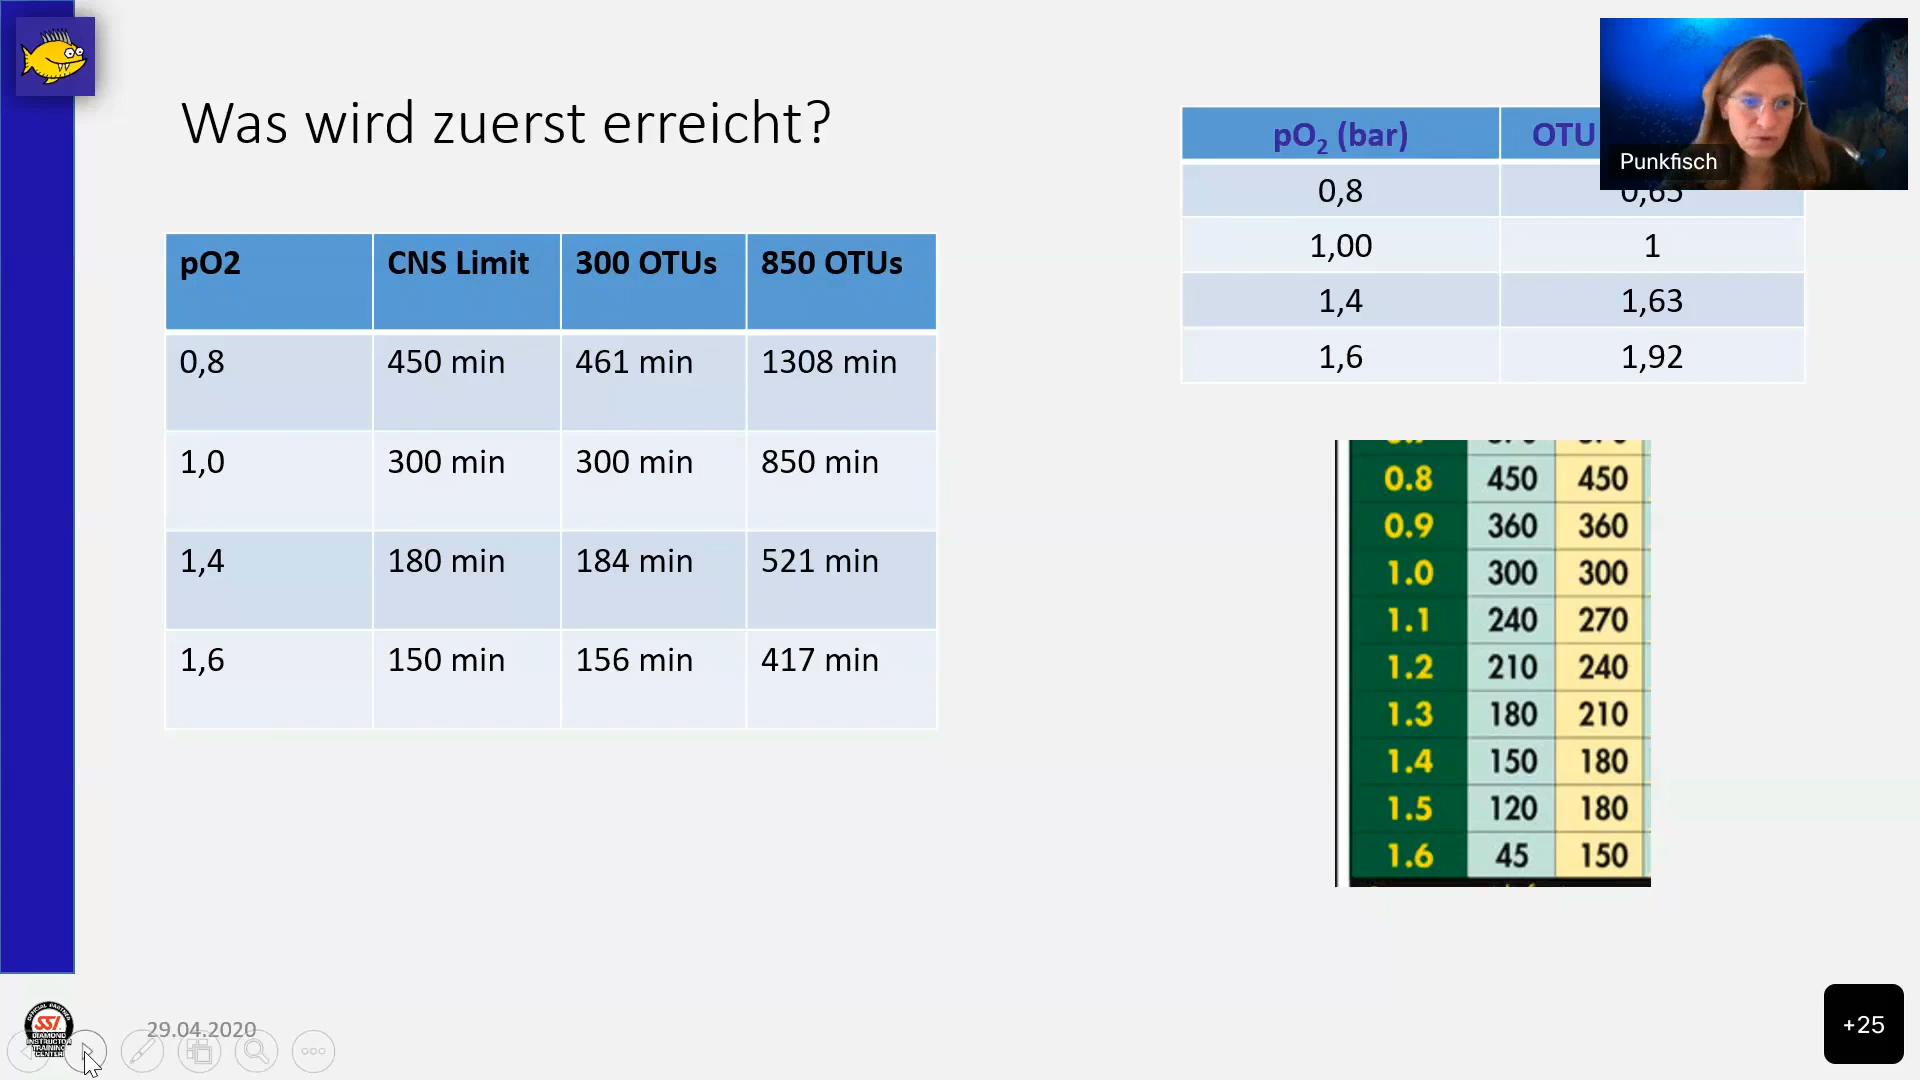 Was wird zuerst erreicht?
pO2 CNS Limit 300 OTUs 850 OTUs
0,8 450 min 461 min 1308 min
1,0 300 min 300 min 850 min
1,4 180 min 184 min 521 min
1,6 150 min 156 min 417 min
pO2 (bar) OTU
0,8
1,00 1
1,4 1,63
1,6 1,92
Punkfisch
0.8 450 450
0.9 360 360
1.0 300 300
1.1 240 270
1.2 210 240
1.3 180 210
1.4 150 180
1.5 120 180
1.6 45 150
SSI
DIAMOND
INSTRUCTOR
TRAINING
CENTER
29.04.2020
+25